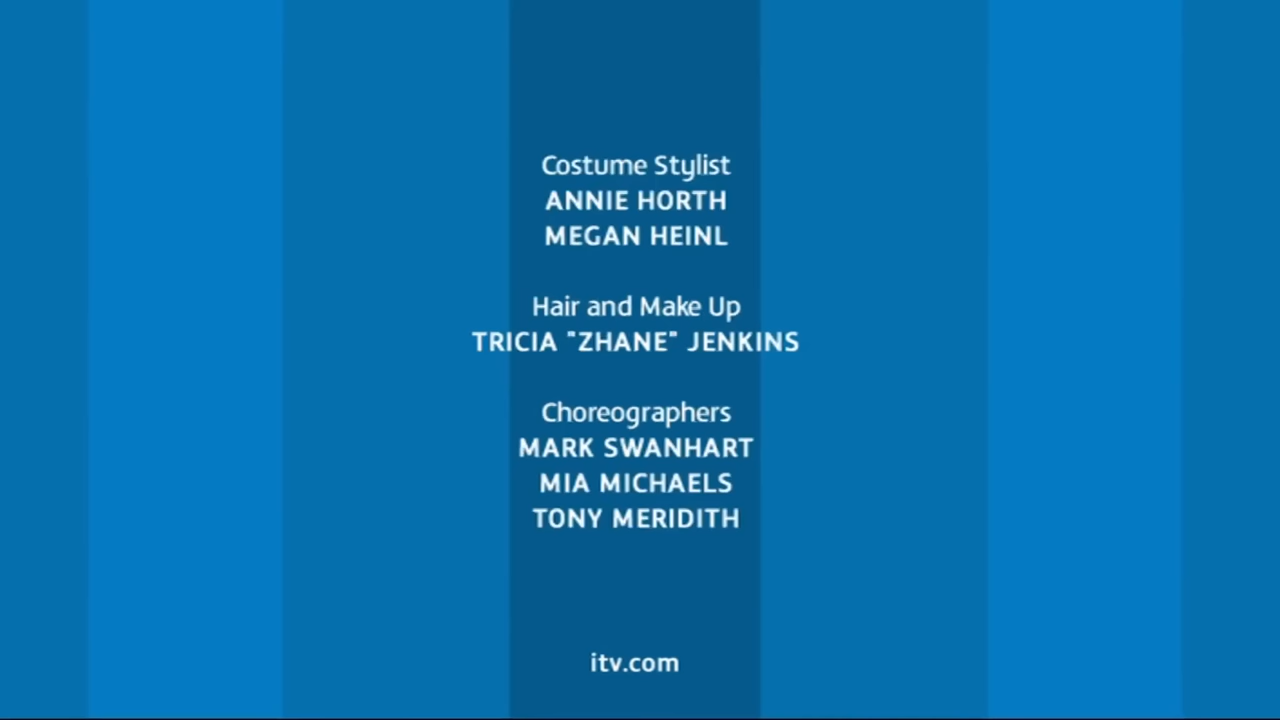 Costume Stylist
ANNIE HORTH
MEGAN HEINL
Hair and Make Up
TRICIA "ZHANE" JENKINS
Choreographers
MARK SWANHART
MIA MICHAELS
TONY MERIDITH
itv.com